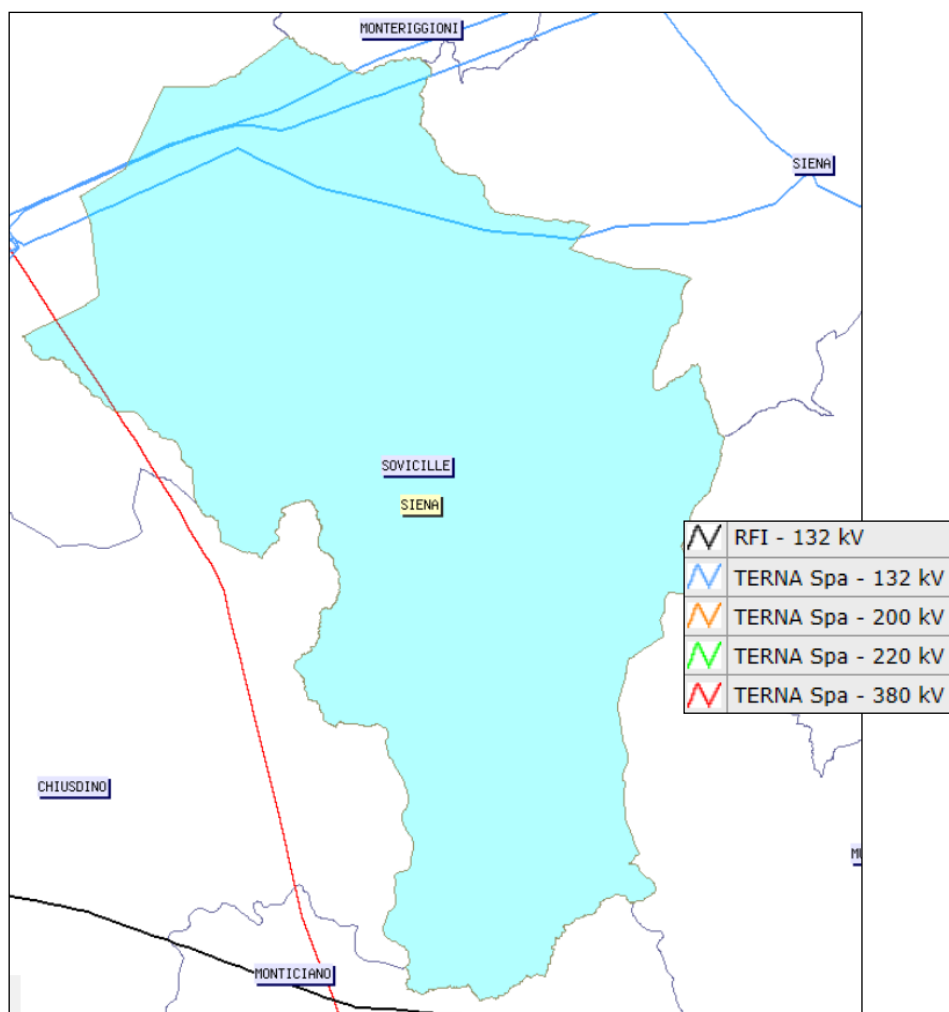 MONTERIGGIONI
SIENA
SOVICILLE
SIENA
RFI - 132 kV
TERNA Spa - 132 kV
TERNA Spa - 200 kV
TERNA Spa - 220 kV
TERNA Spa - 380 kV
CHIUSDINO
MONTICIANO